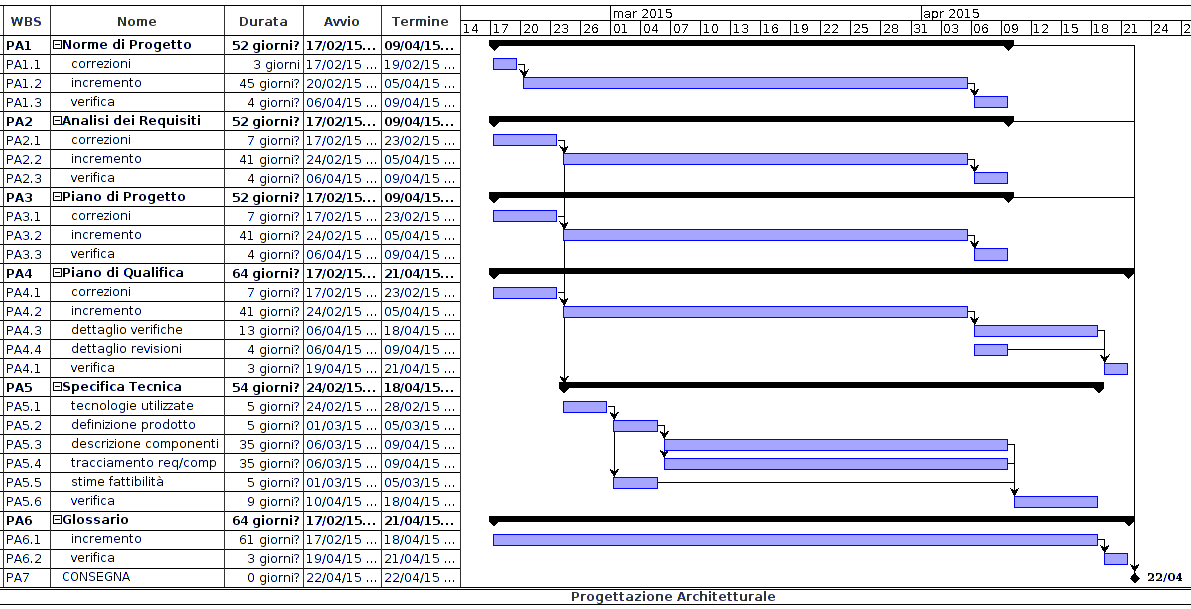 mar 2015 apr 2015
WBS Nome Durata Avvio Termine 14 17 20 23 26 01 04 07 10 13 16 19 22 25 28 31 03 06 09 12 15 18 21 24 2
PA1 Norme di Progetto 52 giorni? 17/02/15... 09/04/15...
PA1.1 correzioni 3 giorni 17/02/15 ... 19/02/15 ...
PA1.2 incremento 45 giorni? 20/02/15 ... 05/04/15 ...
PA1.3 verifica 4 giorni? 06/04/15 ... 09/04/15 ...
PA2 Analisi dei Requisiti 52 giorni? 17/02/15... 09/04/15...
PA2.1 correzioni 7 giorni? 17/02/15 ... 23/02/15 ...
PA2.2 incremento 41 giorni? 24/02/15 ... 05/04/15 ...
PA2.3 verifica 4 giorni? 06/04/15 ... 09/04/15 ...
PA3 Piano di Progetto 52 giorni? 17/02/15... 09/04/15...
PA3.1 correzioni 7 giorni? 17/02/15 ... 23/02/15 ...
PA3.2 incremento 41 giorni? 24/02/15 ... 05/04/15 ...
PA3.3 verifica 4 giorni? 06/04/15 ... 09/04/15 ...
PA4 Piano di Qualifica 64 giorni? 17/02/15... 21/04/15...
PA4.1 correzioni 7 giorni? 17/02/15 ... 23/02/15 ...
PA4.2 incremento 41 giorni? 24/02/15 ... 05/04/15 ...
PA4.3 dettaglio verifiche 13 giorni? 06/04/15 ... 18/04/15 ...
PA4.4 dettaglio revisioni 4 giorni? 06/04/15 ... 09/04/15 ...
PA4.1 verifica 3 giorni? 19/04/15 ... 21/04/15 ...
PA5 Specifica Tecnica 54 giorni? 24/02/15... 18/04/15...
PA5.1 tecnologie utilizzate 5 giorni? 24/02/15 ... 28/02/15 ...
PA5.2 definizione prodotto 5 giorni? 01/03/15 ... 05/03/15 ...
PA5.3 descrizione componenti 35 giorni? 06/03/15 ... 09/04/15 ...
PA5.4 tracciamento req/comp 35 giorni? 06/03/15 ... 09/04/15 ...
PA5.5 stime fattibilità 5 giorni? 01/03/15 ... 05/03/15 ...
PA5.6 verifica 9 giorni? 10/04/15 ... 18/04/15 ...
PA6 Glossario 64 giorni? 17/02/15... 21/04/15...
PA6.1 incremento 61 giorni? 17/02/15 ... 18/04/15 ...
PA6.2 verifica 3 giorni? 19/04/15 ... 21/04/15 ...
PA7 CONSEGNA 0 giorni? 22/04/15 ... 22/04/15 ... 22/04
Progettazione Architetturale